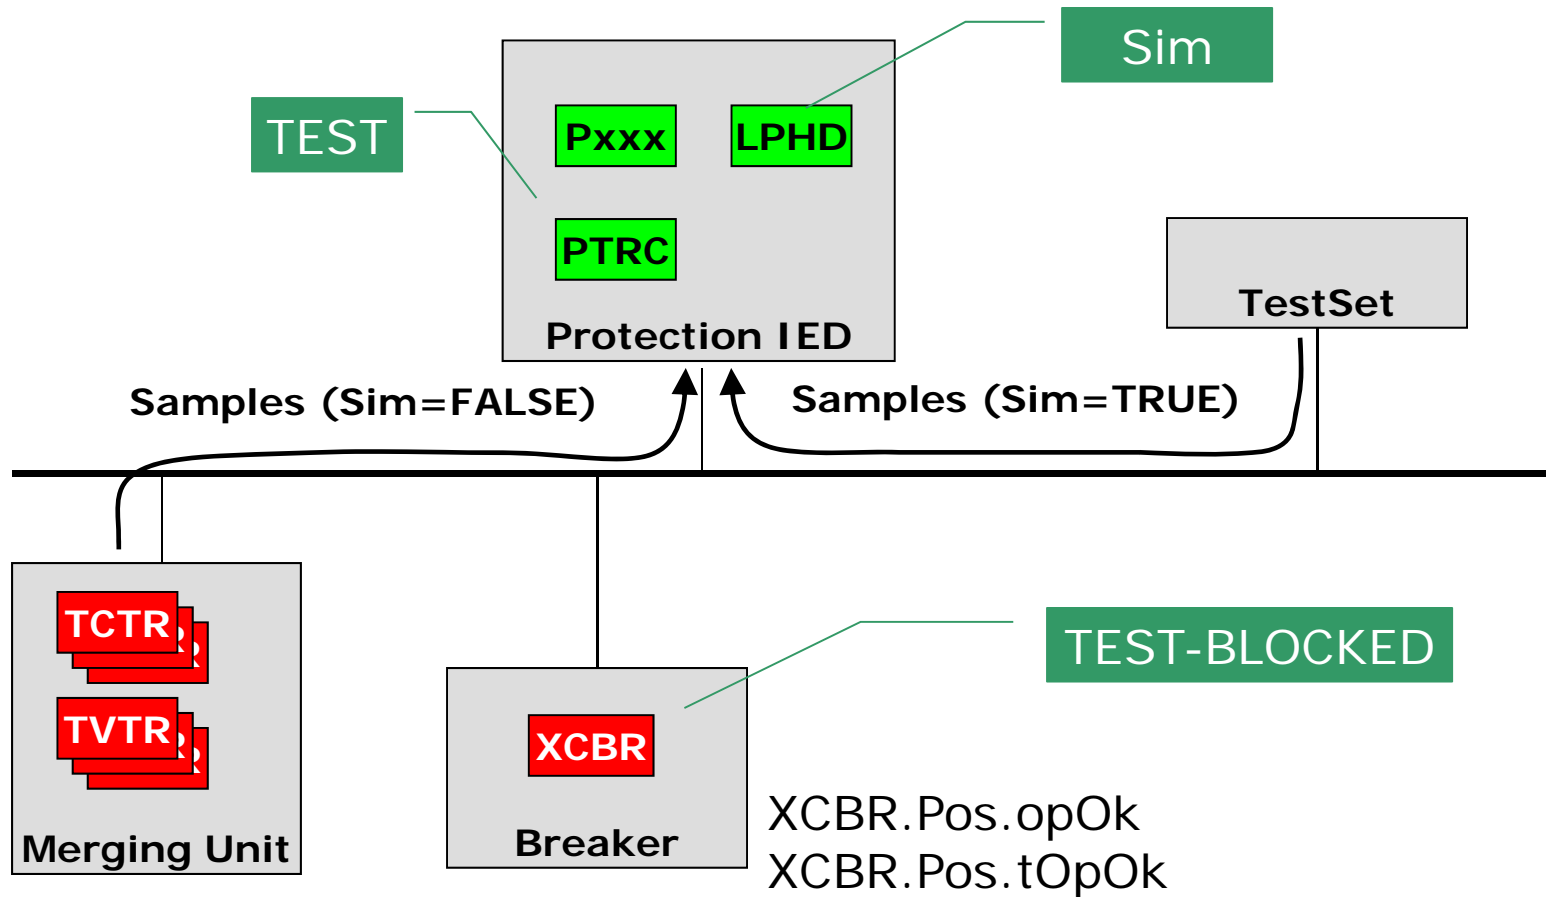 Sim
TEST
Pxxx
LPHD
PTRC
Protection IED
TestSet
Samples (Sim=FALSE)
Samples (Sim=TRUE)
TCTR
R
R
TVTR
R
R
Merging Unit
XCBR
Breaker
TEST-BLOCKED
XCBR.Pos.opOk
XCBR.Pos.tOpOk